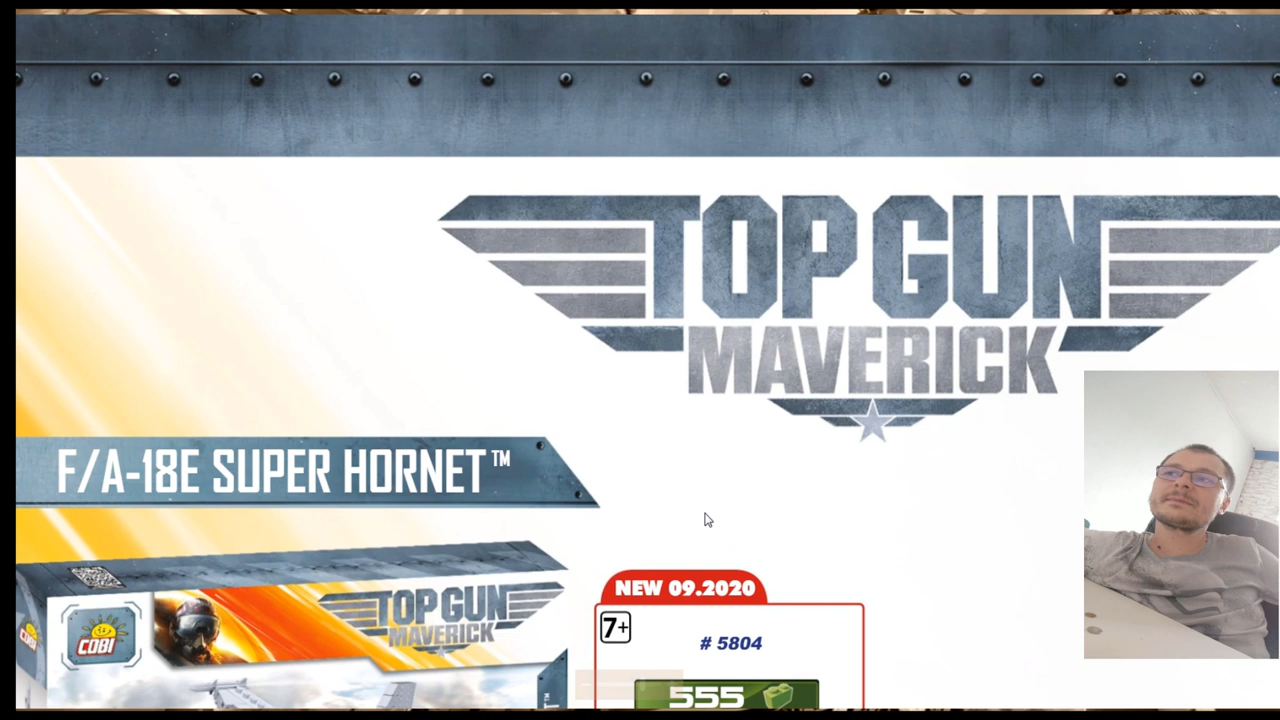 TOP GUN
MAVERICK
F/A-18E SUPER HORNET™
NEW 09.2020
7+
# 5804
555
COBI
TOP GUN
MAVERICK